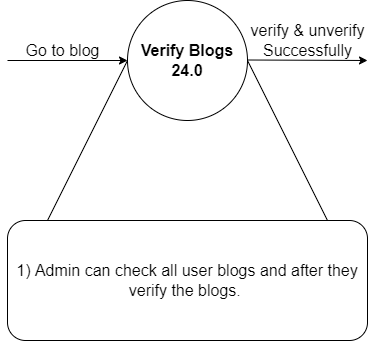 Go to blog
Verify Blogs
24.0
verify & unverify
Successfully
1) Admin can check all user blogs and after they
verify the blogs.